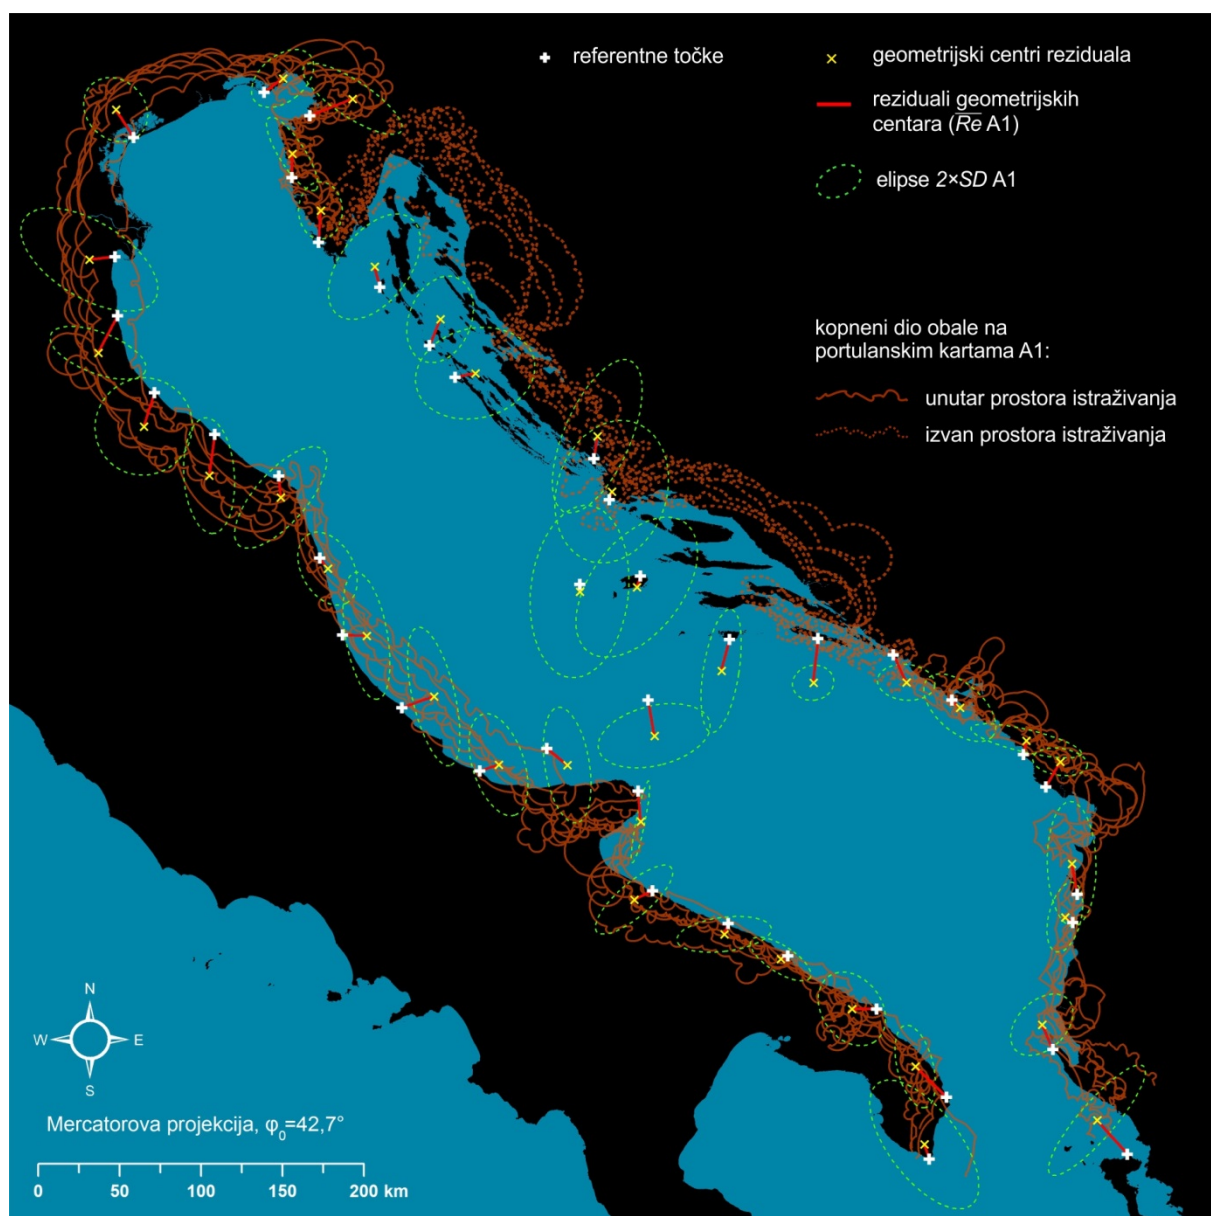 referentne točke
geometrijski centri reziduala
reziduali geometrijskih
centara (R̅e̅ A1)
elipse 2×SD A1
kopneni dio obale na
portulanskim kartama A1:
unutar prostora istraživanja
izvan prostora istraživanja
N
W E
S
Mercatorova projekcija, φ₀=42,7°
0 50 100 150 200 km